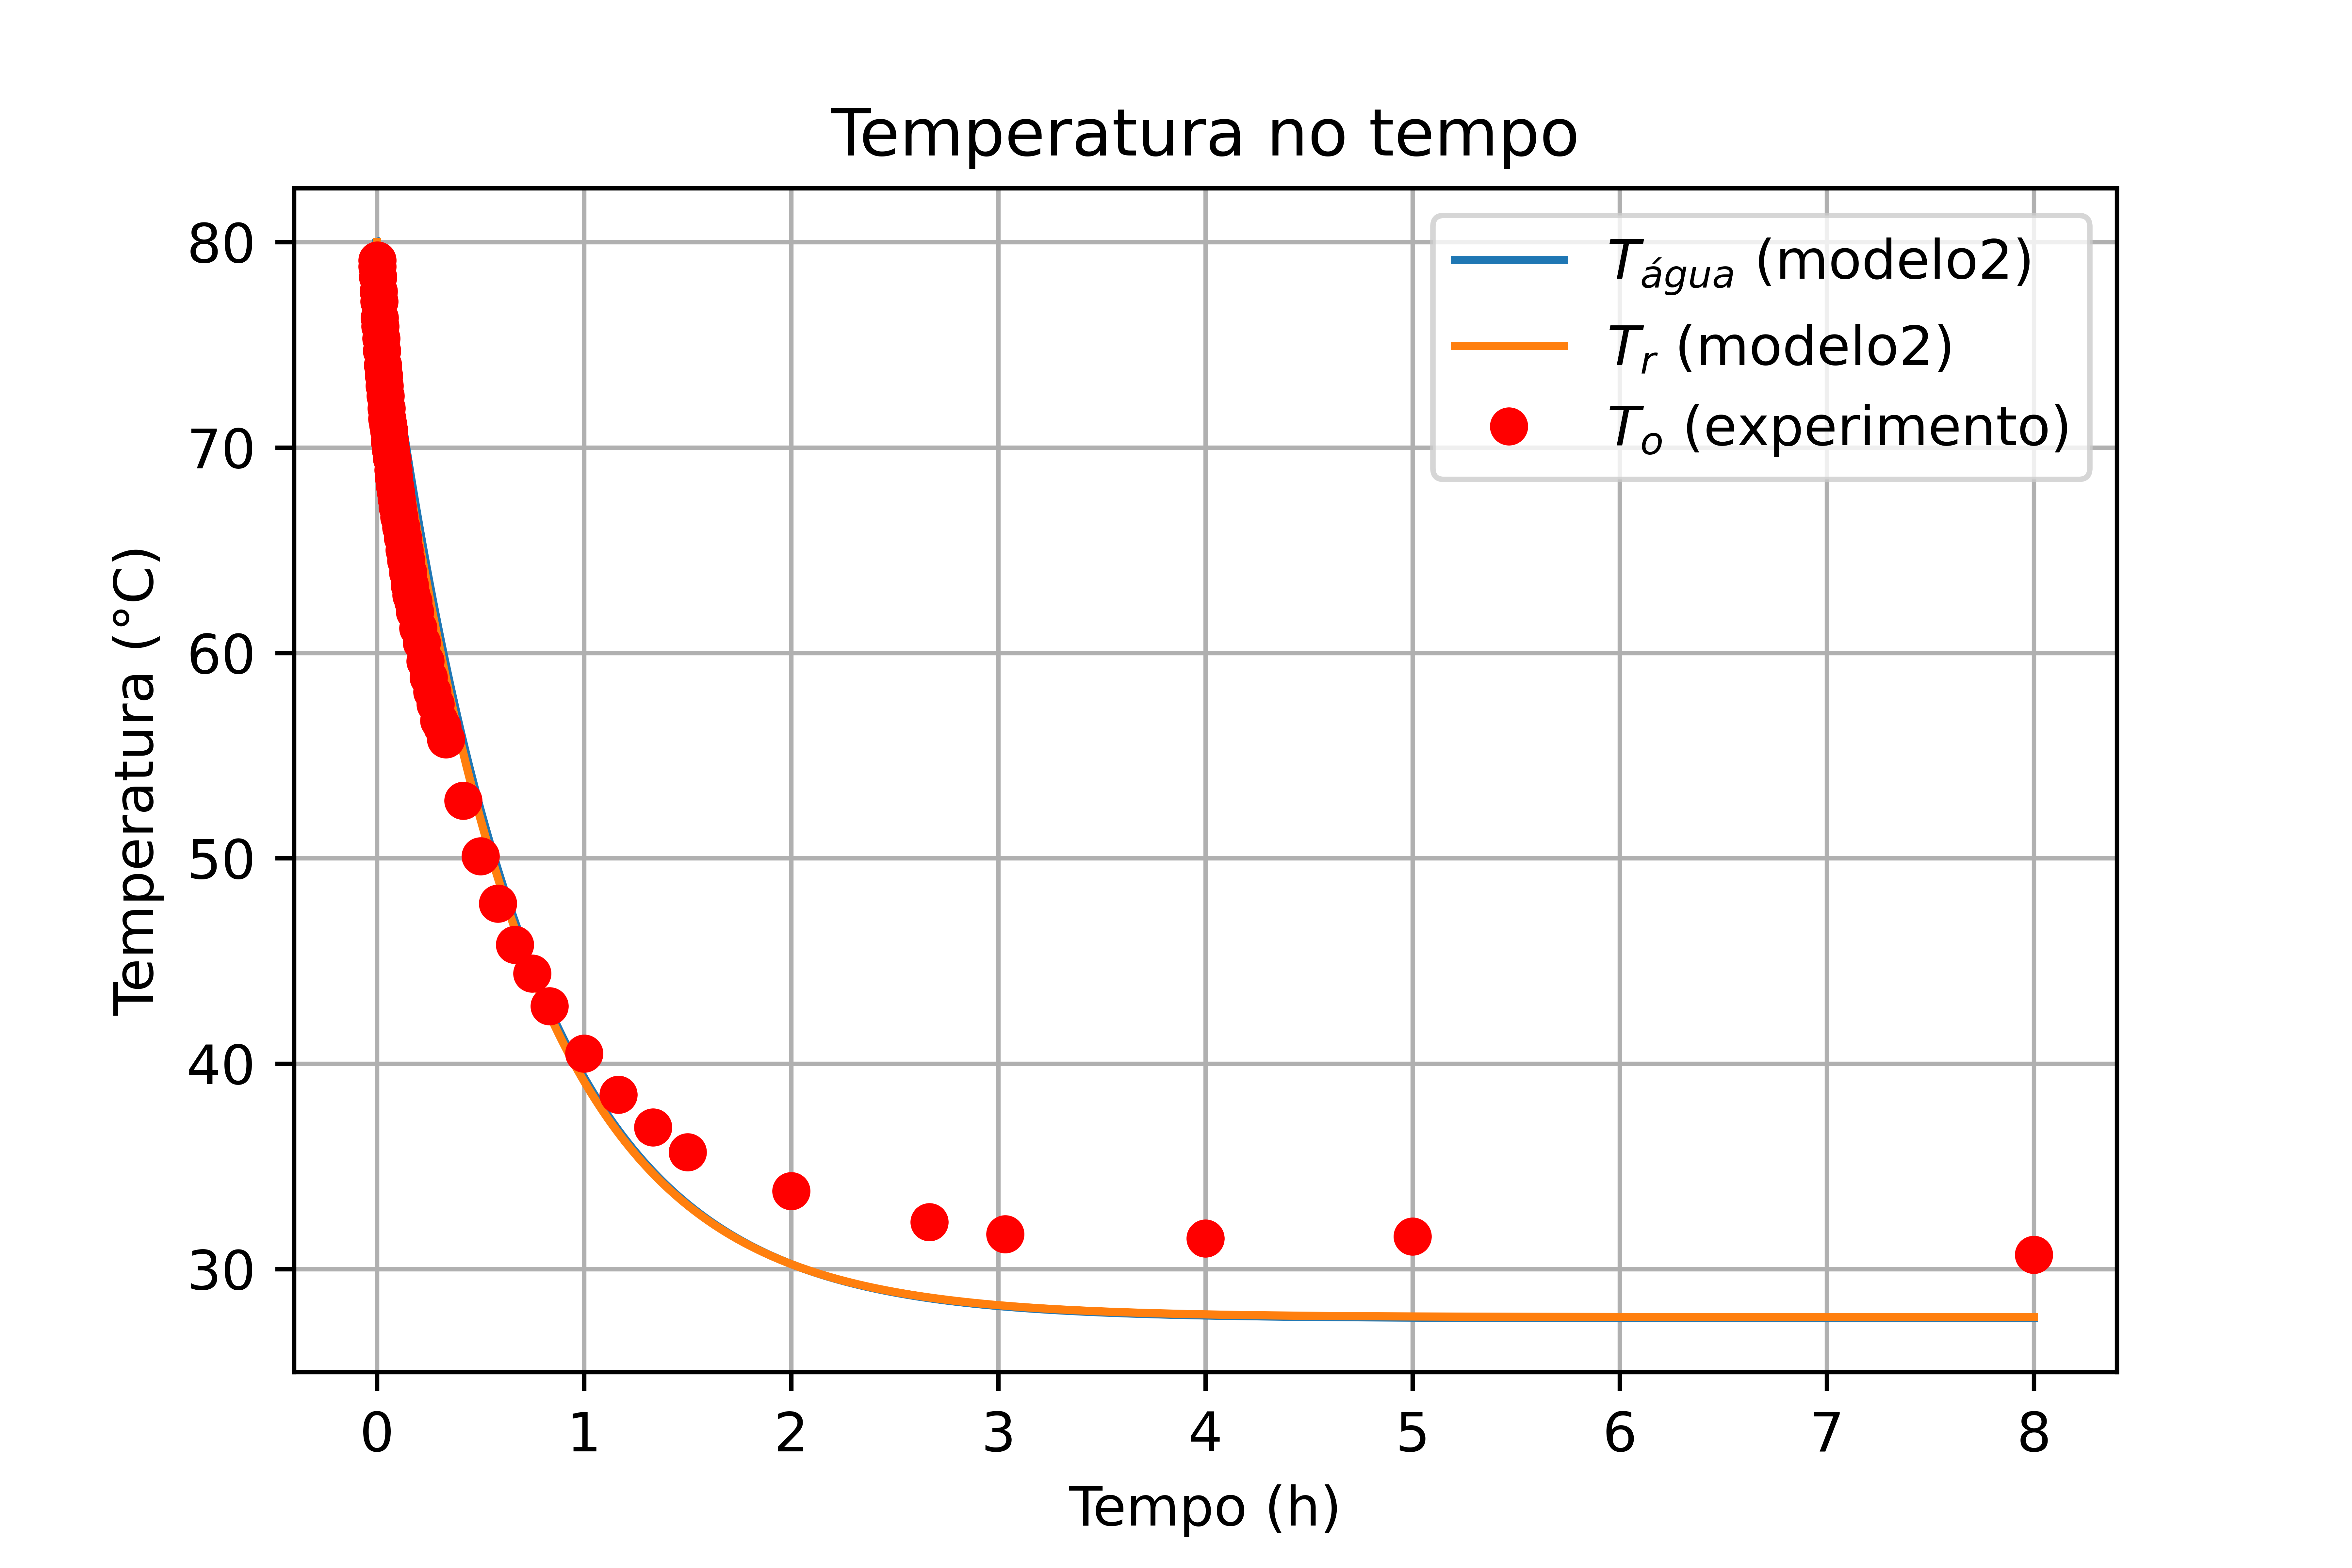 Temperatura no tempo
80
70
60
50
40
30
Temperatura (°C)
T_água (modelo2)
T_r (modelo2)
T_o (experimento)
0 1 2 3 4 5 6 7 8
Tempo (h)